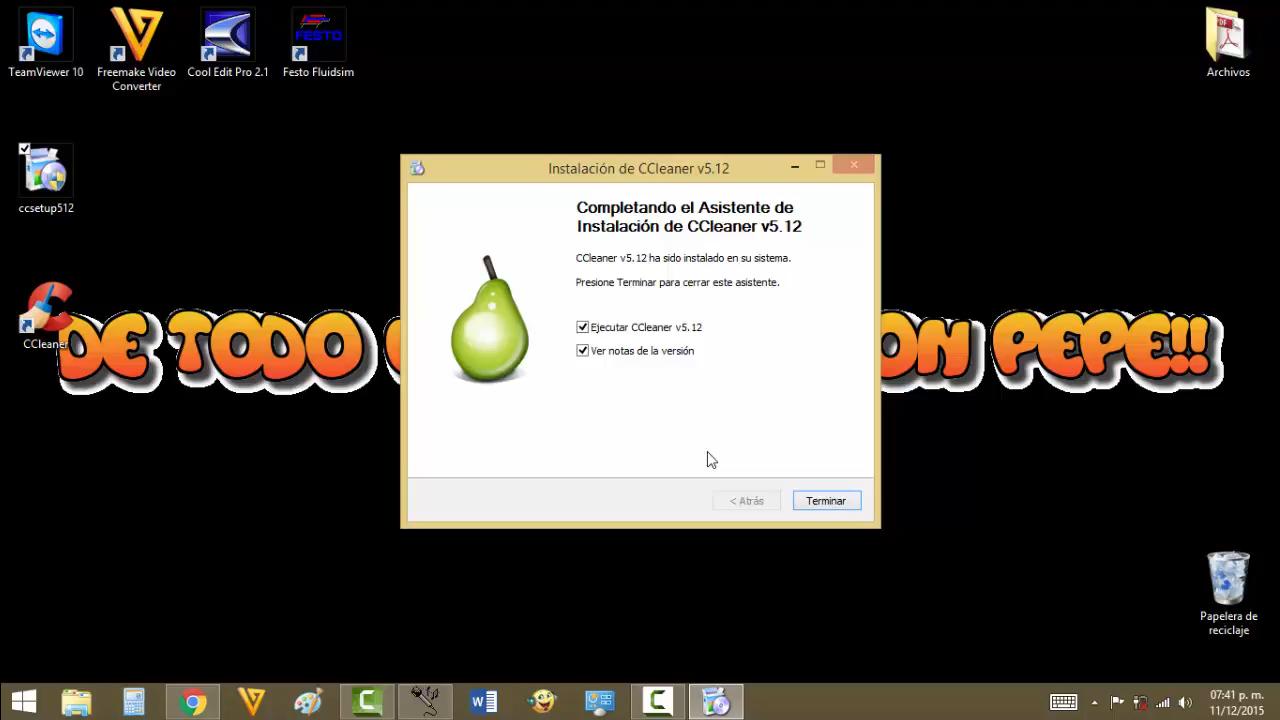 TeamViewer 10
Freemake Video
Converter
Cool Edit Pro 2.1
FESTO
Festo Fluidsim
Archivos
ccsetup512
CCleaner
DE TODO
ON PEPE!!
Instalación de CCleaner v5.12
Completando el Asistente de
Instalación de CCleaner v5.12
CCleaner v5.12 ha sido instalado en su sistema.
Presione Terminar para cerrar este asistente.
Ejecutar CCleaner v5.12
Ver notas de la versión
< Atrás
Terminar
Papelera de
reciclaje
07:41 p. m.
11/12/2015